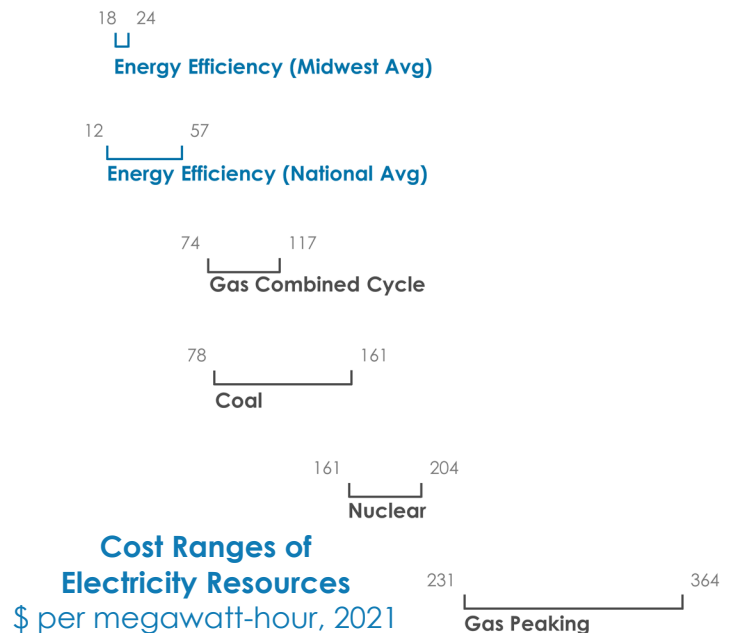 18 24
Energy Efficiency (Midwest Avg)
12 57
Energy Efficiency (National Avg)
74 117
Gas Combined Cycle
78 161
Coal
161 204
Nuclear
Cost Ranges of
Electricity Resources
$ per megawatt-hour, 2021
231 364
Gas Peaking